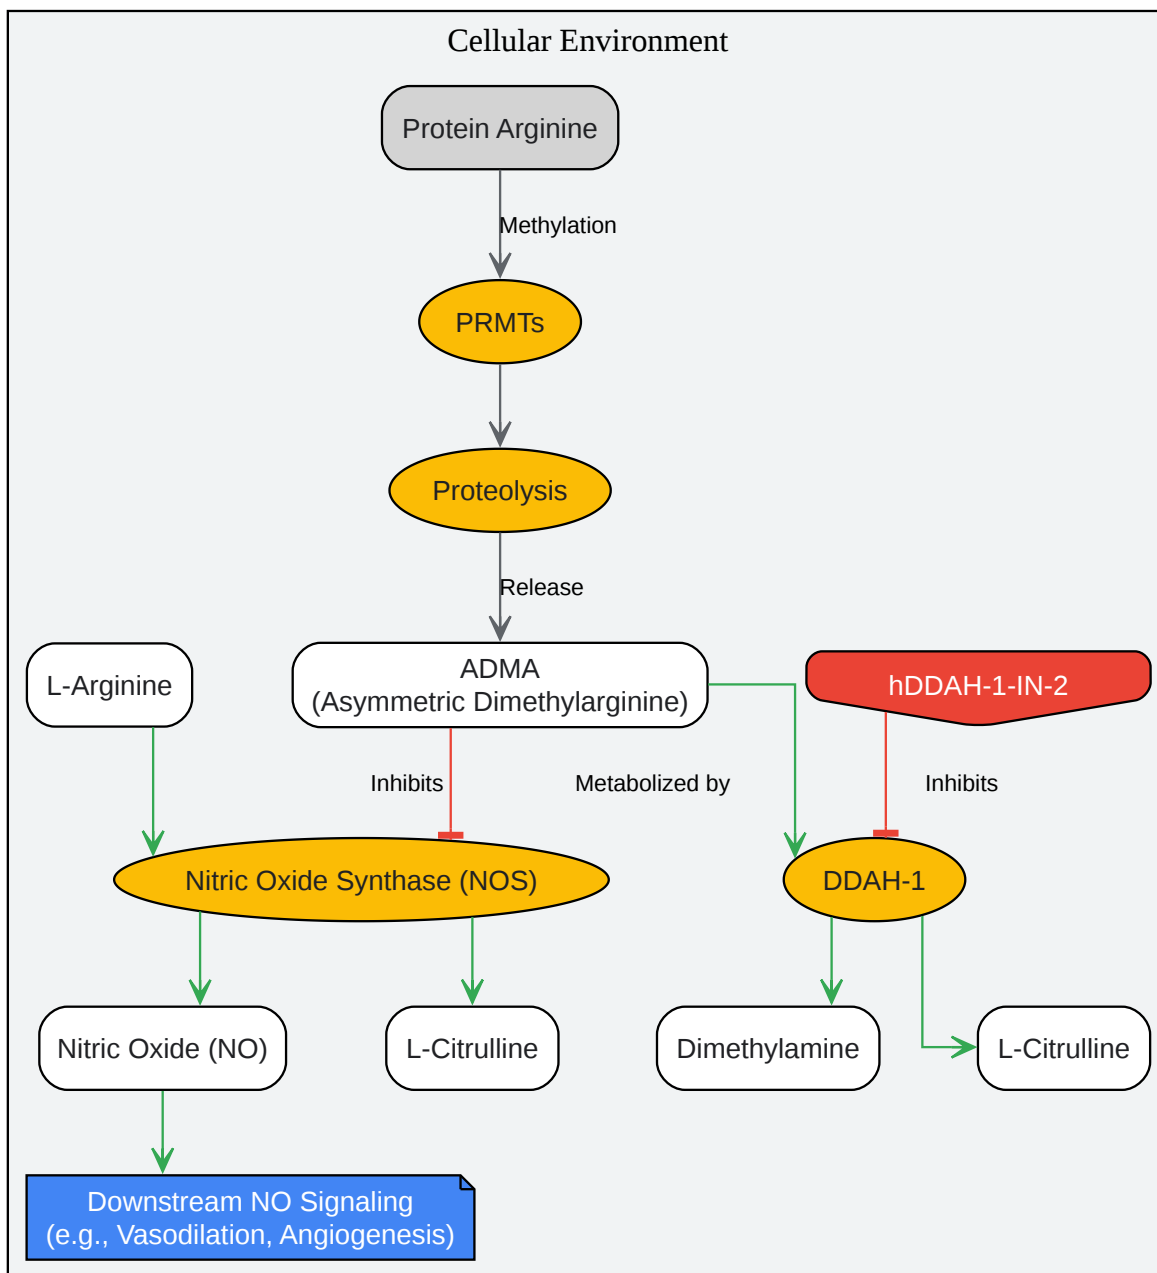 Cellular Environment
Protein Arginine
Methylation
PRMTs
Proteolysis
Release
L-Arginine
ADMA
(Asymmetric Dimethylarginine)
hDDAH-1-IN-2
Inhibits
Metabolized by
Inhibits
Nitric Oxide Synthase (NOS)
DDAH-1
Nitric Oxide (NO)
L-Citrulline
Dimethylamine
L-Citrulline
Downstream NO Signaling
(e.g., Vasodilation, Angiogenesis)